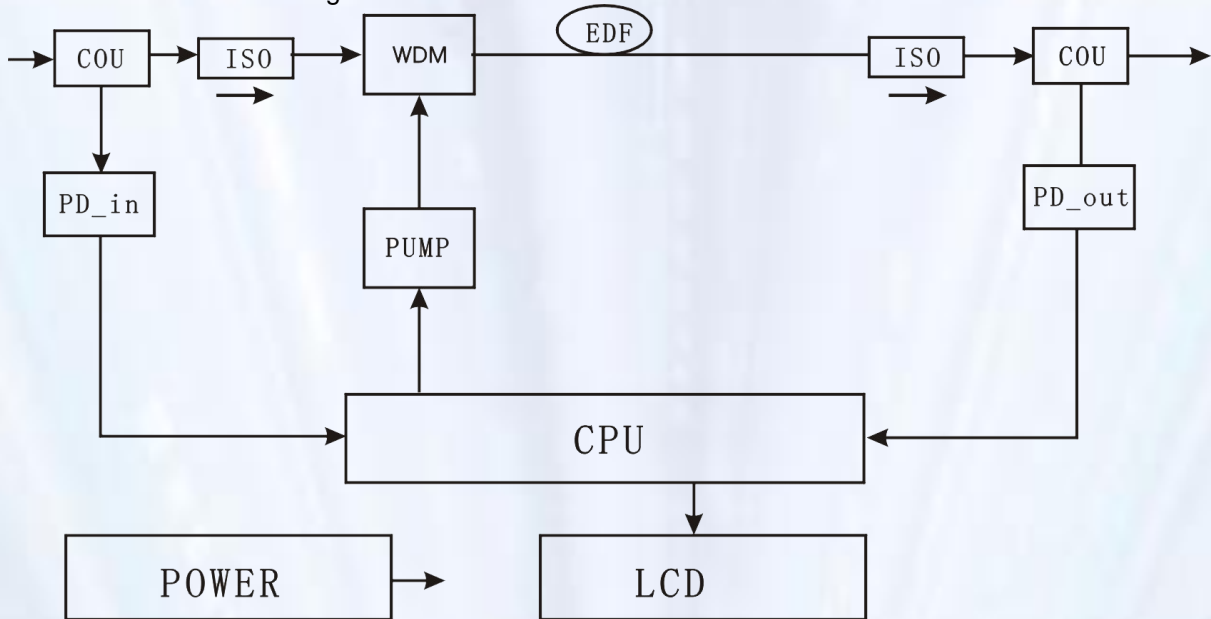 COU
ISO
WDM
EDF
ISO
COU
PD_in
PD_out
PUMP
CPU
POWER
LCD